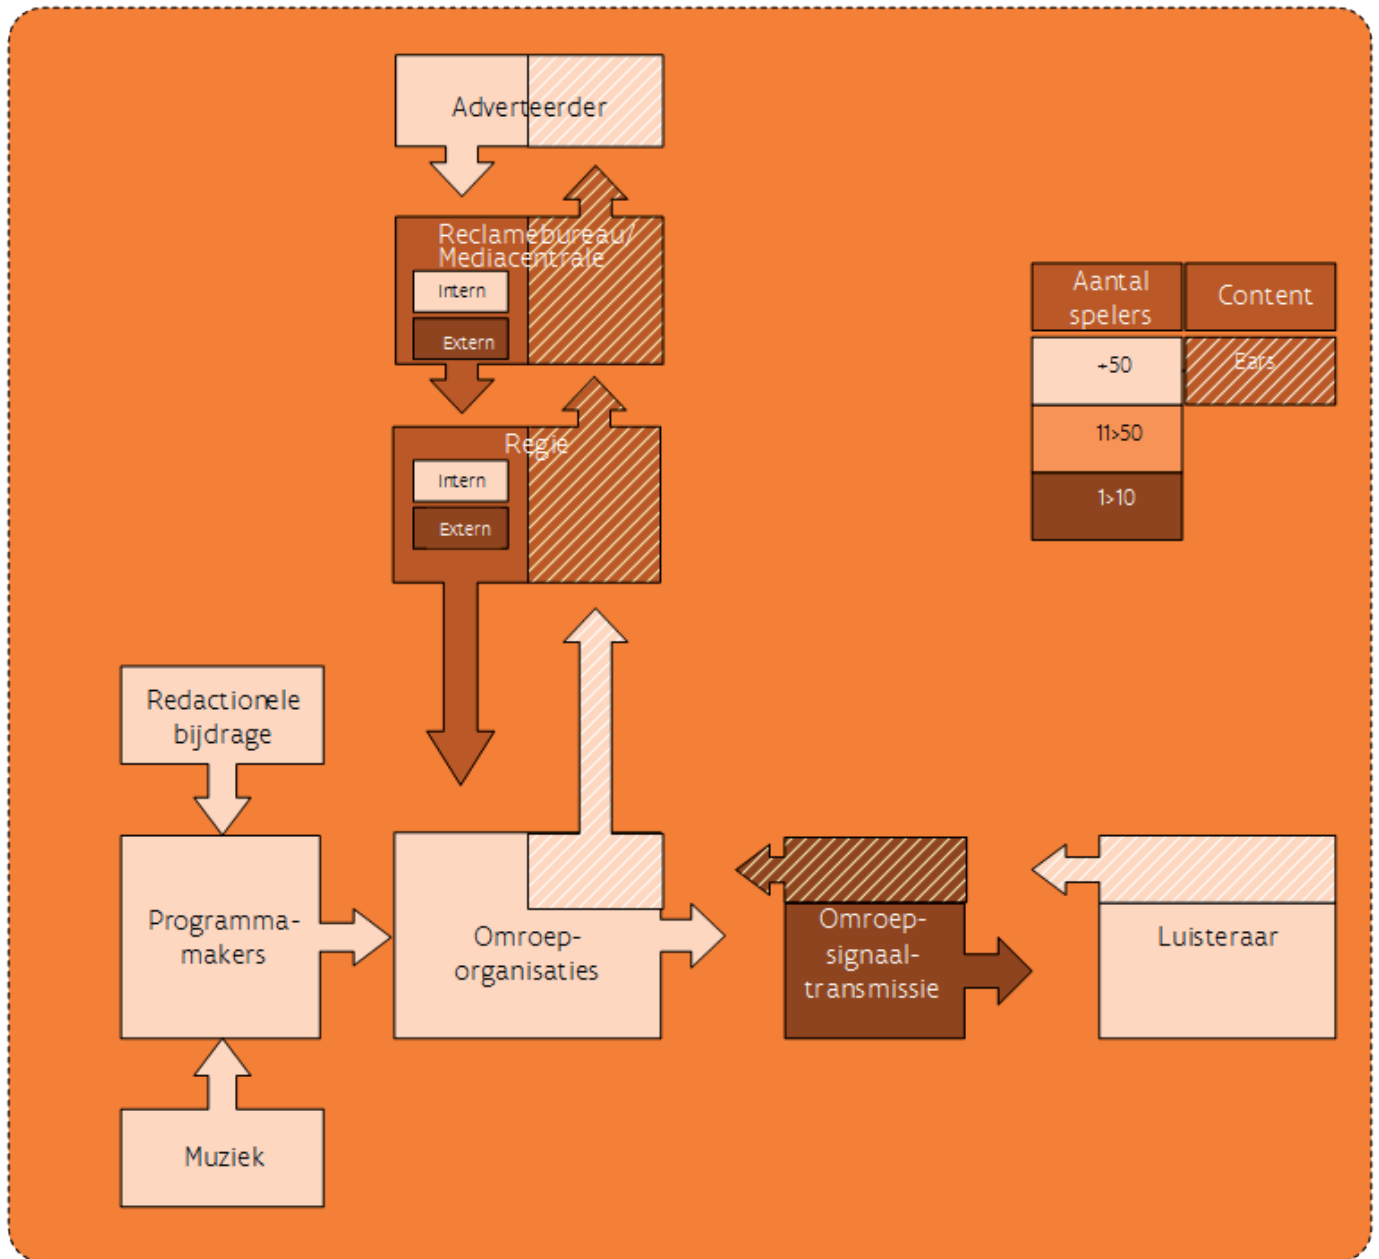 Adverteerder
Reclamebureau/
Mediacentrale
Intern
Extern
Regie
Intern
Extern
Aantal
spelers
Content
+50
Ears
11>50
1>10
Redactionele
bijdrage
Programma-
makers
Muziek
Omroep-
organisaties
Omroep-
signaal-
transmissie
Luisteraar